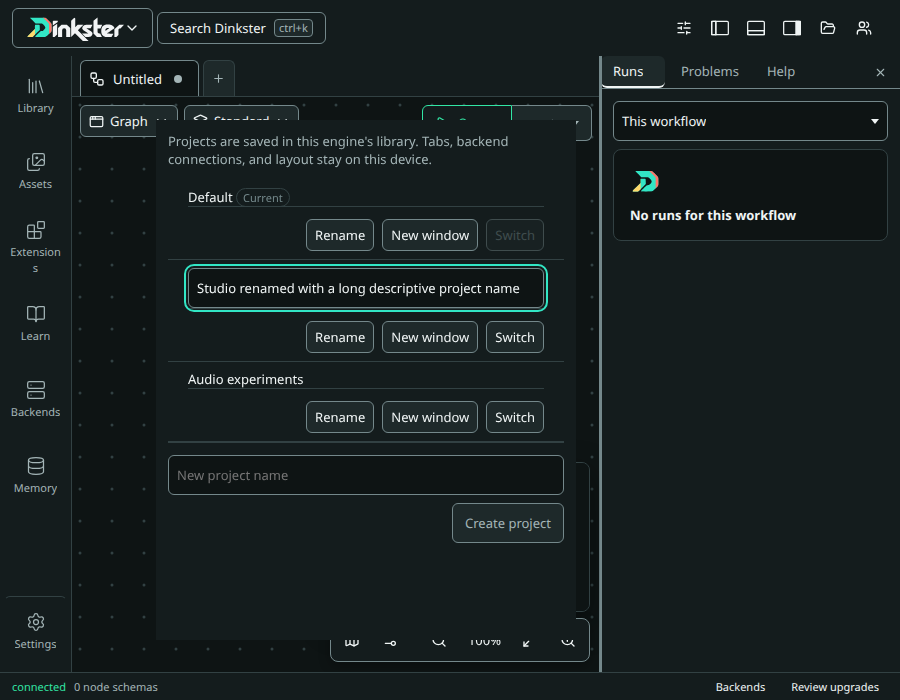 Dinkster
Search Dinkster ctrl+k
Library
Assets
Extension
s
Learn
Backends
Memory
Settings
Untitled
+
Graph
Standard
Projects are saved in this engine's library. Tabs, backend
connections, and layout stay on this device.
Default Current
Rename New window Switch
Studio renamed with a long descriptive project name
Rename New window Switch
Audio experiments
Rename New window Switch
New project name
Create project
100%
Runs Problems Help
This workflow
No runs for this workflow
connected 0 node schemas
Backends Review upgrades